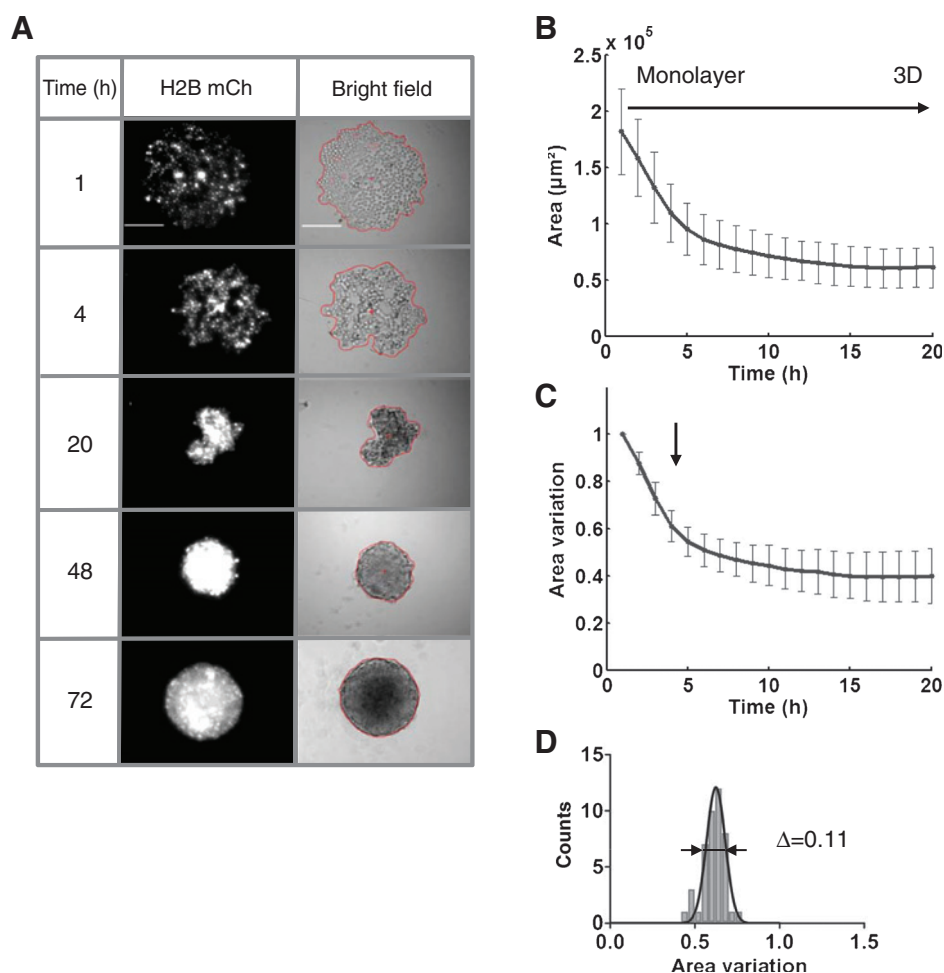 A
Time (h) H2B mCh Bright field
1
4
20
48
72
B
x 10⁵
2.5
2
1.5
1
0.5
0
Area (µm²)
Monolayer 3D
0 5 10 15 20
Time (h)
C
1
0.8
0.6
0.4
0.2
0
Area variation
0 5 10 15 20
Time (h)
D
15
10
5
0
Counts
Δ=0.11
0.0 0.5 1.0 1.5
Area variation